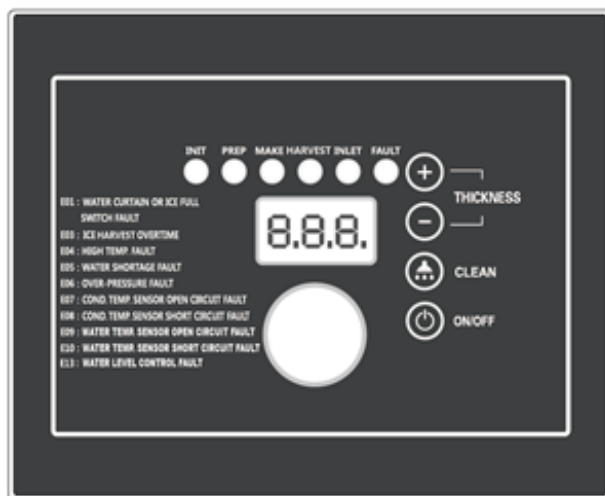 INIT PREP MAKE HARVEST INLET FAULT
+
THICKNESS
8.8.8.
−
CLEAN
ON/OFF
E01 : WATER CURTAIN OR ICE FULL
SWITCH FAULT
E03 : ICE HARVEST OVERTIME
E04 : HIGH TEMP. FAULT
E05 : WATER SHORTAGE FAULT
E06 : OVER-PRESSURE FAULT
E07 : COND. TEMP. SENSOR OPEN CIRCUIT FAULT
E08 : COND. TEMP. SENSOR SHORT CIRCUIT FAULT
E09 : WATER TEMP. SENSOR OPEN CIRCUIT FAULT
E10 : WATER TEMP. SENSOR SHORT CIRCUIT FAULT
E13 : WATER LEVEL CONTROL FAULT